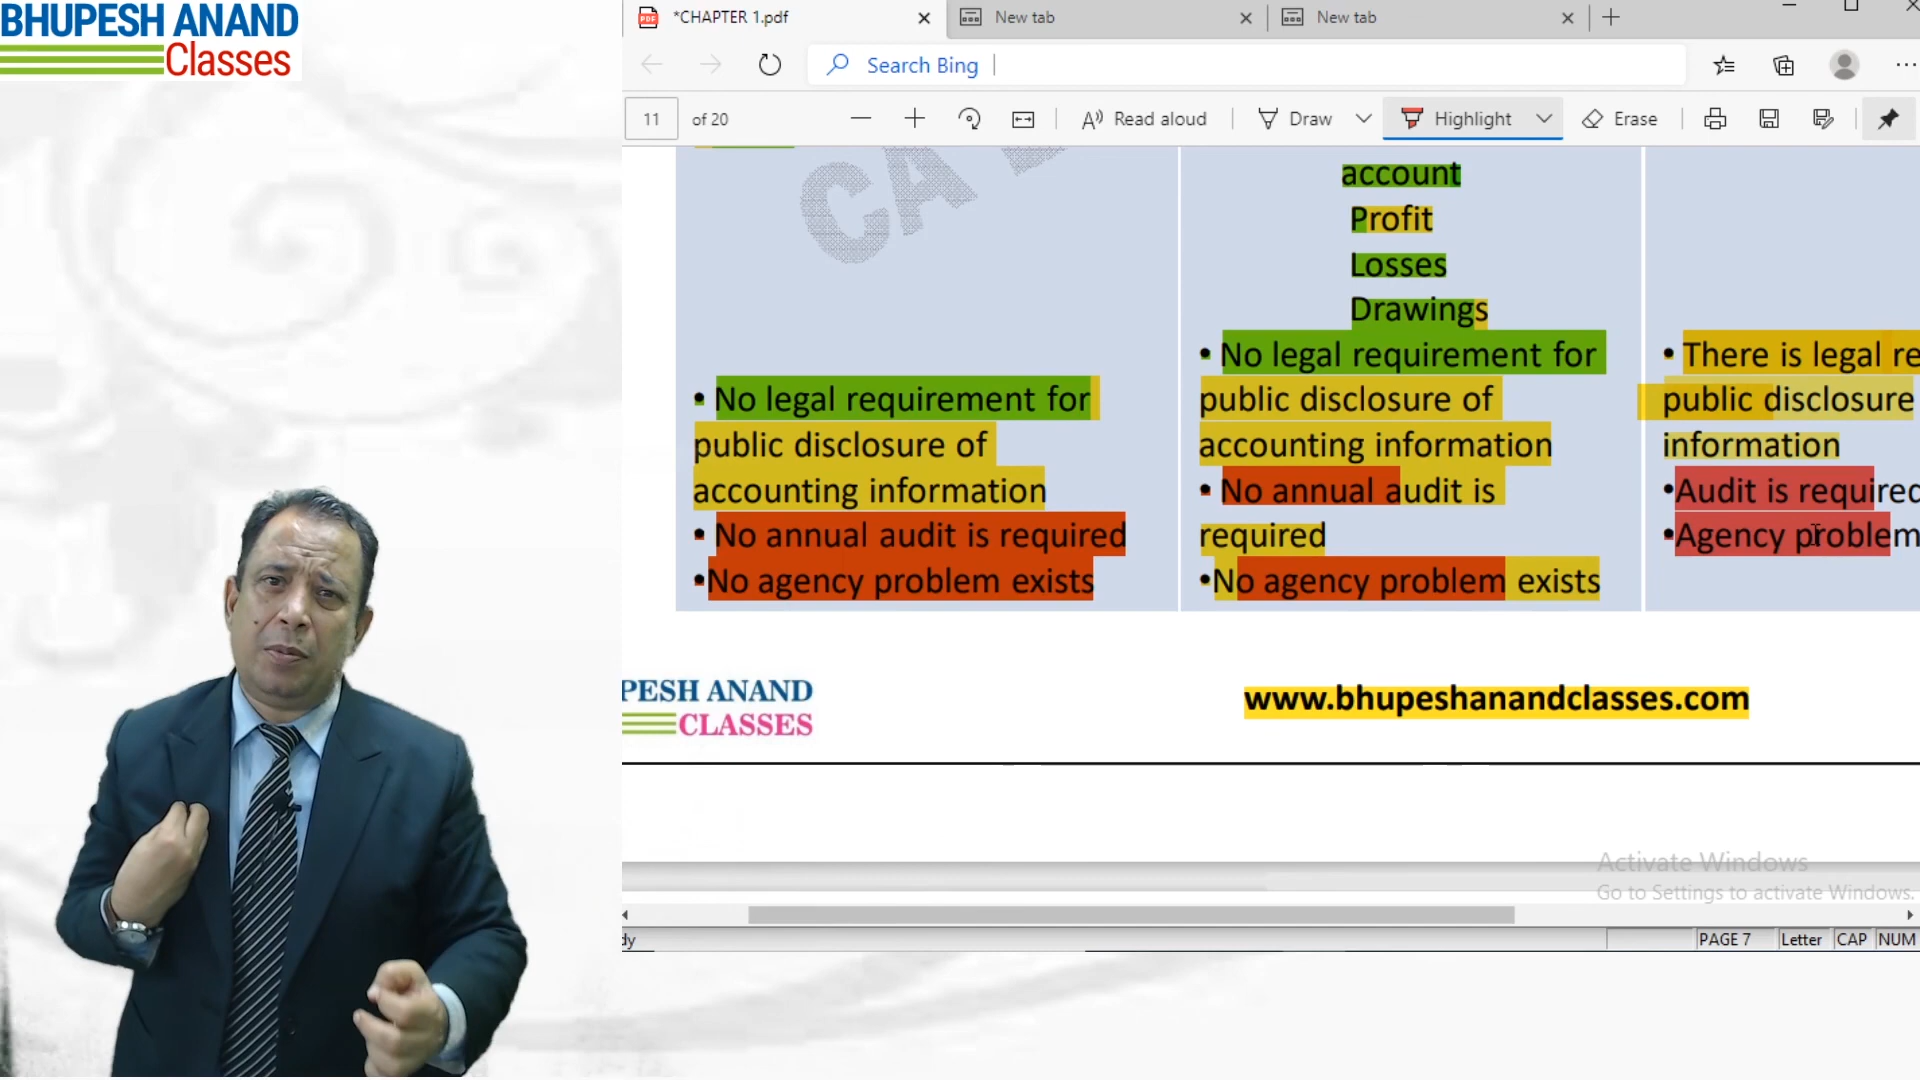 BHUPESH ANAND
Classes
*CHAPTER 1.pdf
New tab
New tab
Search Bing
11 of 20
Read aloud
Draw
Highlight
Erase
CA
account
Profit
Losses
Drawings
• No legal requirement for
public disclosure of
accounting information
• No annual audit is required
•No agency problem exists
• No legal requirement for
public disclosure of
accounting information
• No annual audit is
required
•No agency problem exists
• There is legal re
public disclosure
information
•Audit is required
•Agency problem
PESH ANAND
CLASSES
www.bhupeshanandclasses.com
Activate Windows
Go to Settings to activate Windows.
dy
PAGE 7
Letter
CAP
NUM